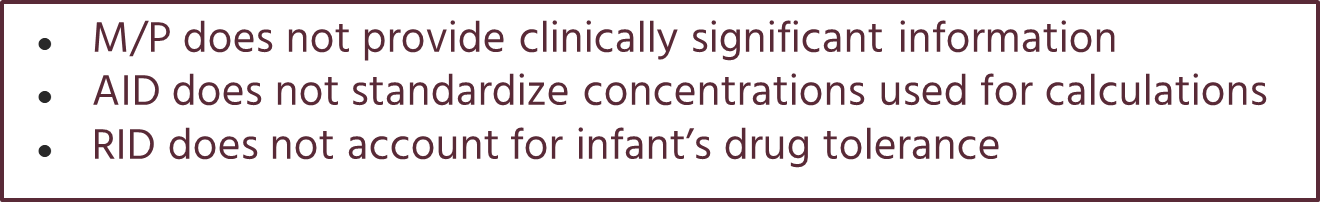 • M/P does not provide clinically significant information
• AID does not standardize concentrations used for calculations
• RID does not account for infant’s drug tolerance